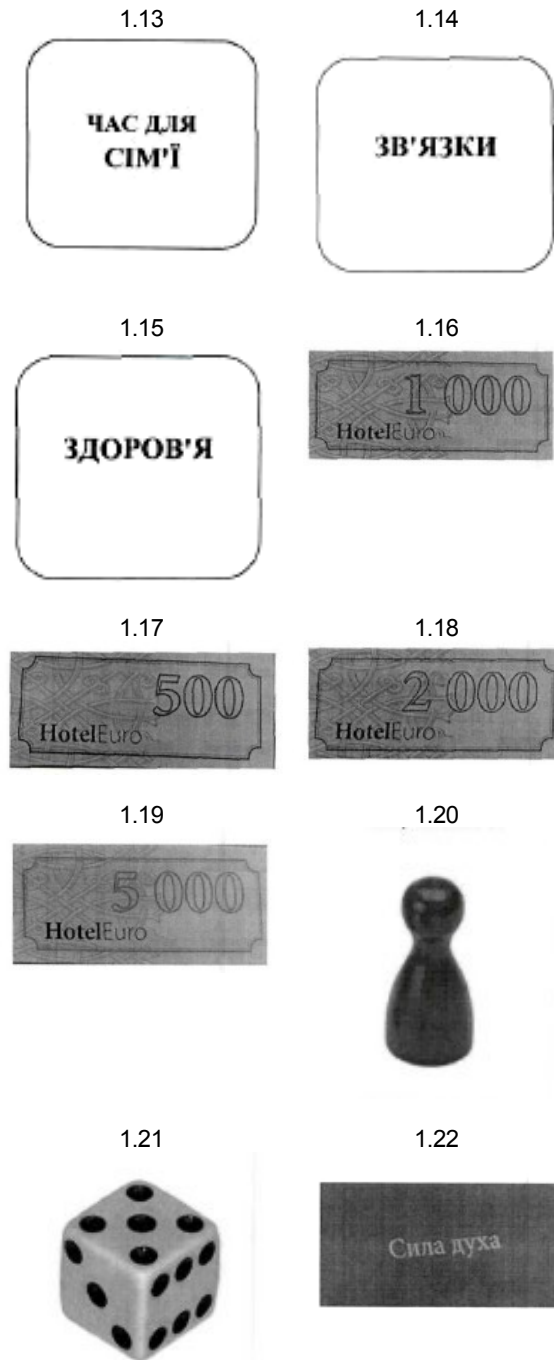 1.13
1.14
ЧАС ДЛЯ
СІМ'Ї
ЗВ'ЯЗКИ
1.15
1.16
ЗДОРОВ'Я
1 000
HotelEuro
1.17
1.18
500
HotelEuro
2 000
HotelEuro
1.19
1.20
5 000
HotelEuro
1.21
1.22
Сила духа